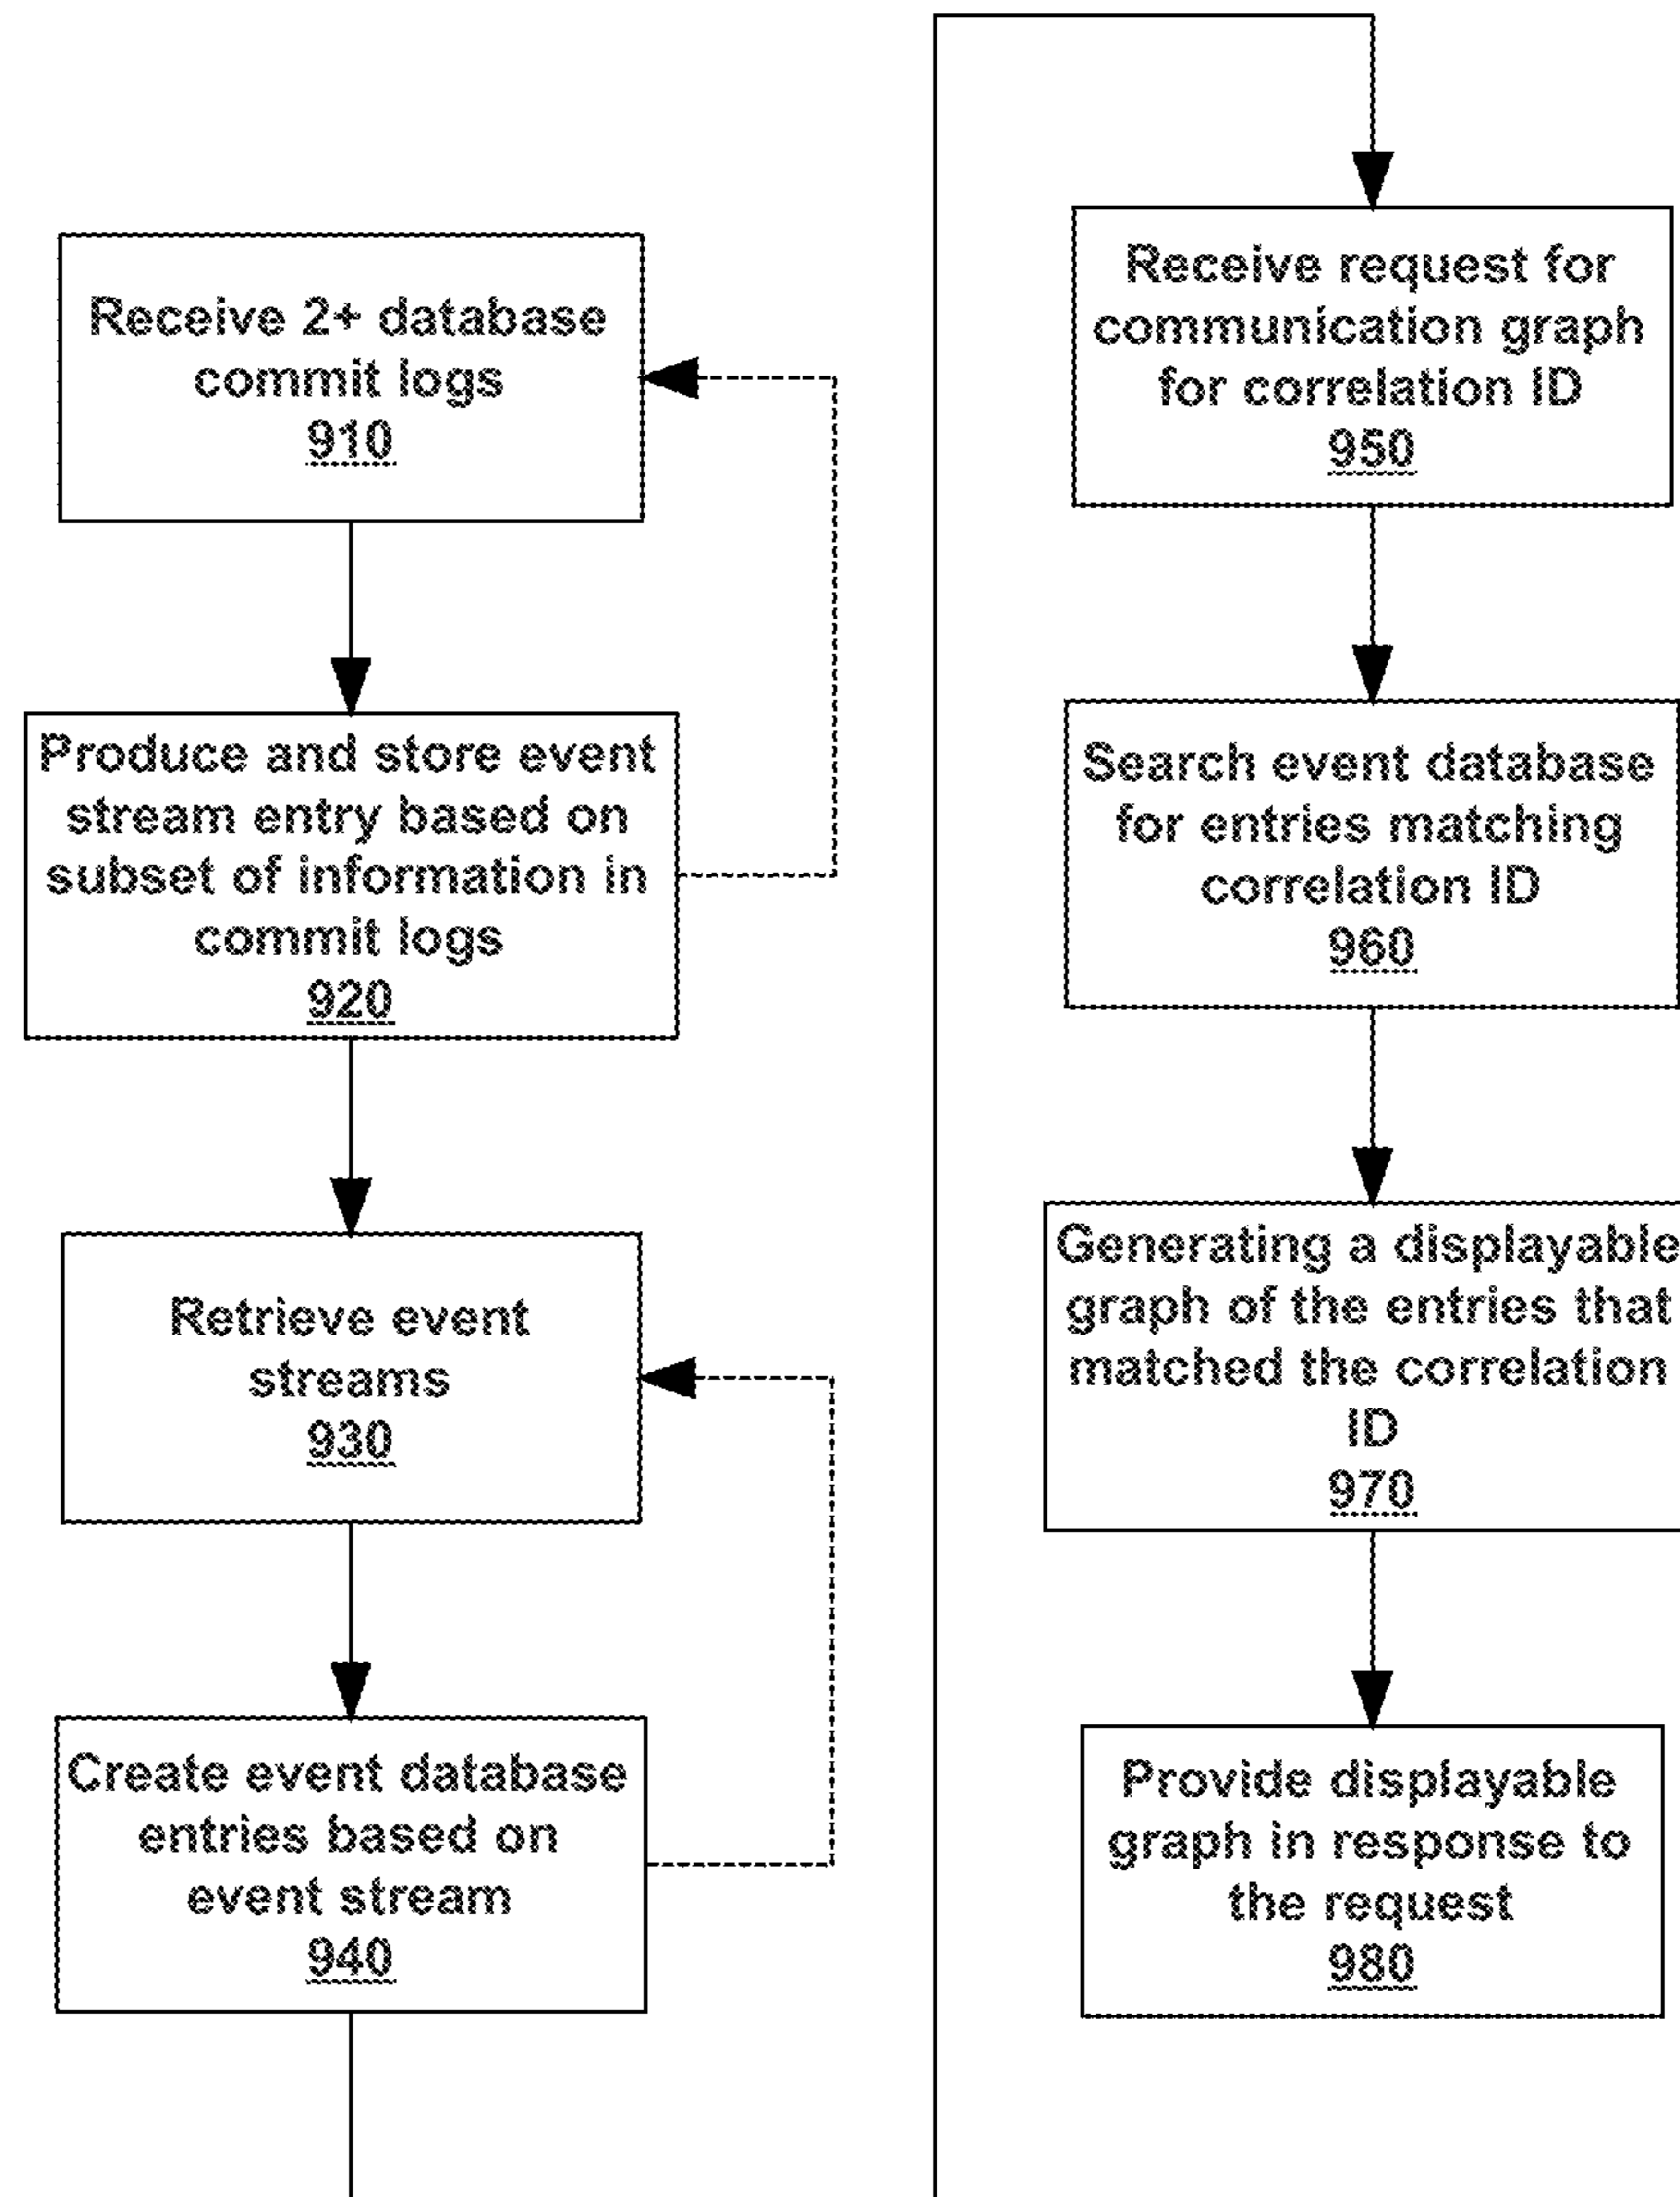 Receive 2+ database
commit logs
910
Produce and store event
stream entry based on
subset of information in
commit logs
920
Retrieve event
streams
930
Create event database
entries based on
event stream
940
Receive request for
communication graph
for correlation ID
950
Search event database
for entries matching
correlation ID
960
Generating a displayable
graph of the entries that
matched the correlation
ID
970
Provide displayable
graph in response to
the request
980